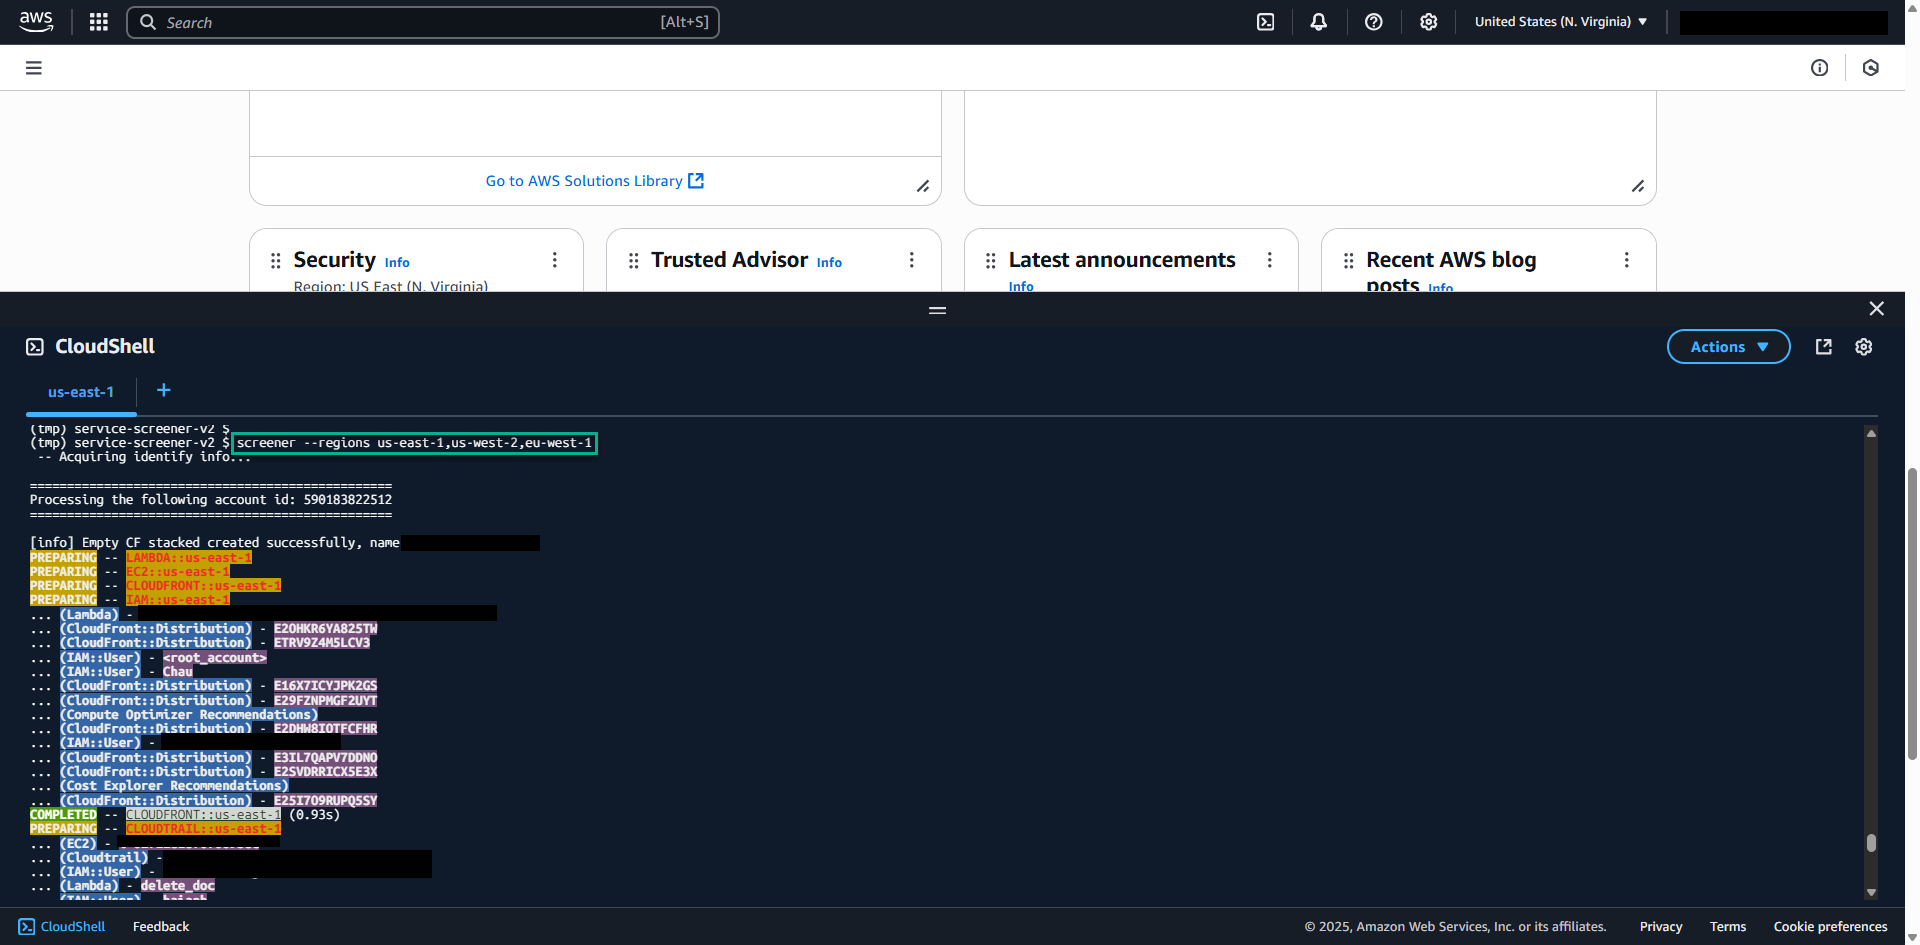 aws
Search
[Alt+S]
United States (N. Virginia)
Go to AWS Solutions Library
Security Info
Region: US East (N. Virginia)
Trusted Advisor Info
Latest announcements
Info
Recent AWS blog
posts Info
CloudShell
Actions
us-east-1
+
(tmp) service-screener-v2 $
(tmp) service-screener-v2 $ screener --regions us-east-1,us-west-2,eu-west-1
-- Acquiring identify info...
=================================================
Processing the following account id: 590183822512
=================================================
[info] Empty CF stacked created successfully, name
PREPARING -- LAMBDA::us-east-1
PREPARING -- EC2::us-east-1
PREPARING -- CLOUDFRONT::us-east-1
PREPARING -- IAM::us-east-1
... (Lambda) -
... (CloudFront::Distribution) - E2OHKR6YA825TW
... (CloudFront::Distribution) - ETRV9Z4M5LCV3
... (IAM::User) - <root_account>
... (IAM::User) - Chau
... (CloudFront::Distribution) - E16X7ICYJPK2GS
... (CloudFront::Distribution) - E29FZNPMGF2UYT
... (Compute Optimizer Recommendations)
... (CloudFront::Distribution) - E2DHW8IOTFCFHR
... (IAM::User) -
... (CloudFront::Distribution) - E3IL7QAPV7DDNO
... (CloudFront::Distribution) - E2SVDRRICX5E3X
... (Cost Explorer Recommendations)
... (CloudFront::Distribution) - E25I7O9RUPQ5SY
COMPLETED -- CLOUDFRONT::us-east-1 (0.93s)
PREPARING -- CLOUDTRAIL::us-east-1
... (EC2) -
... (Cloudtrail) -
... (IAM::User) -
... (Lambda) - delete_doc
... (IAM::User) -
CloudShell
Feedback
© 2025, Amazon Web Services, Inc. or its affiliates.
Privacy
Terms
Cookie preferences